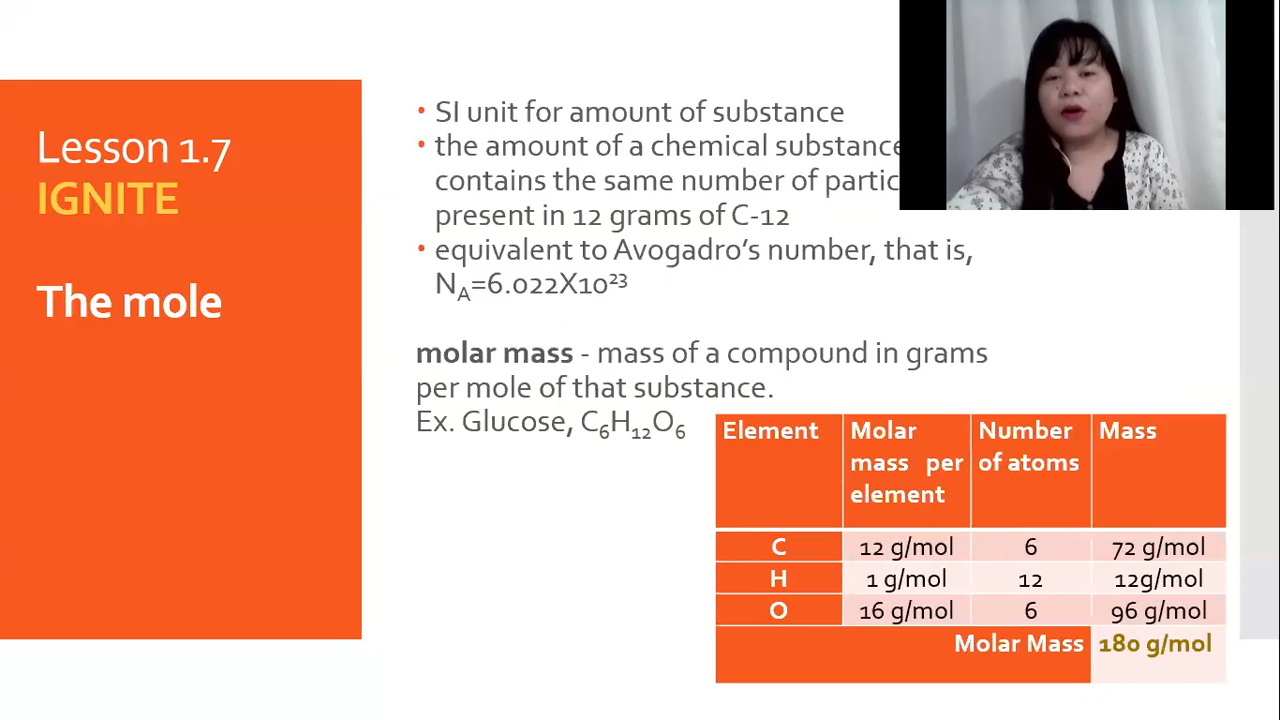 Lesson 1.7
IGNITE
The mole
• SI unit for amount of substance
• the amount of a chemical substance
contains the same number of
present in 12 grams of C-12
• equivalent to Avogadro’s number, that is,
N_A=6.022X10²³
molar mass - mass of a compound in grams
per mole of that substance.
Ex. Glucose, C₆H₁₂O₆
Element Molar mass per element Number of atoms Mass
C 12 g/mol 6 72 g/mol
H 1 g/mol 12 12g/mol
O 16 g/mol 6 96 g/mol
Molar Mass 180 g/mol